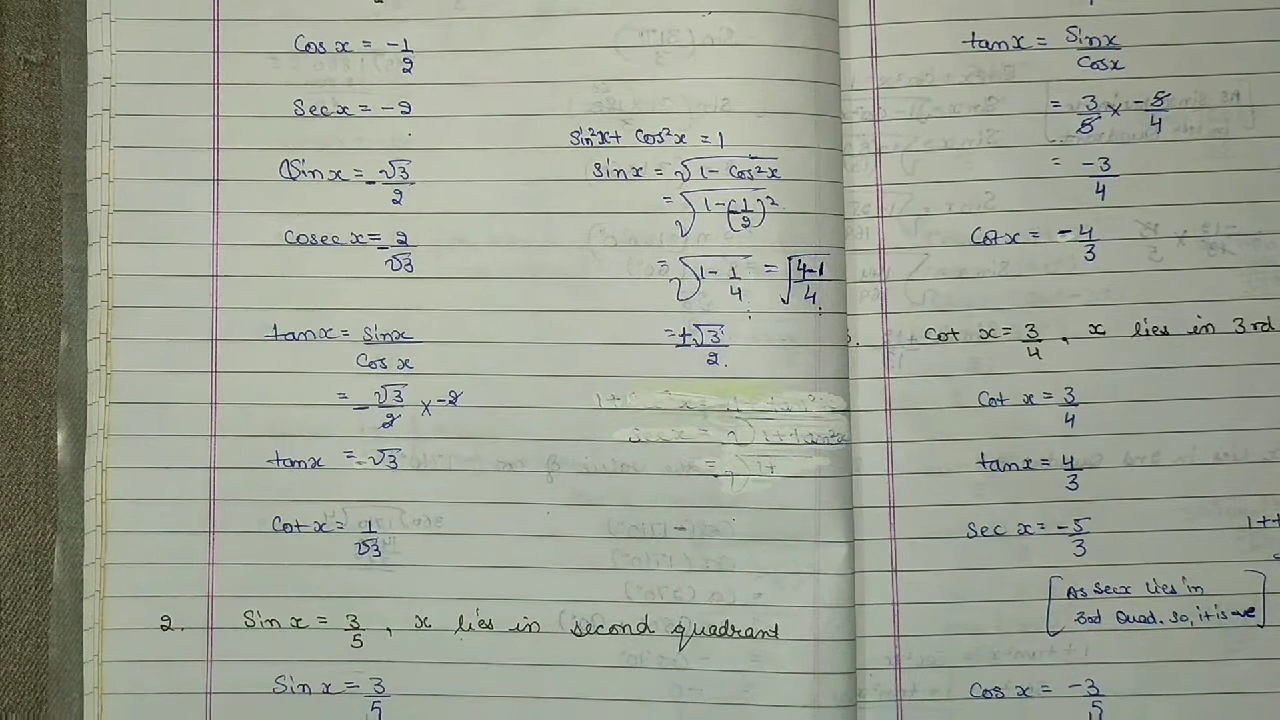 Cos x = -1/2
Sec x = -2
Sin²x + Cos²x = 1
Sin x = -√3/2
Sin x = √(1 - Cos²x)
= √(1 - (1/2)²)
Cosec x = -2/√3
= √(1 - 1/4) = √((4-1)/4)
= ±√3/2.
tan x = Sin x/Cos x
= -√3/2 × -2
tan x = -√3
Cot x = 1/√3
2. Sin x = 3/5, x lies in second quadrant
Sin x = 3/5
tan x = Sin x/Cos x
= 3/5 × -5/4
= -3/4
Cot x = -4/3
3. Cot x = 3/4, x lies in 3rd
Cot x = 3/4
tan x = 4/3
Sec x = -5/3
[As Sec x lies in
3rd Quad. So, it is -ve]
Cos x = -3/5